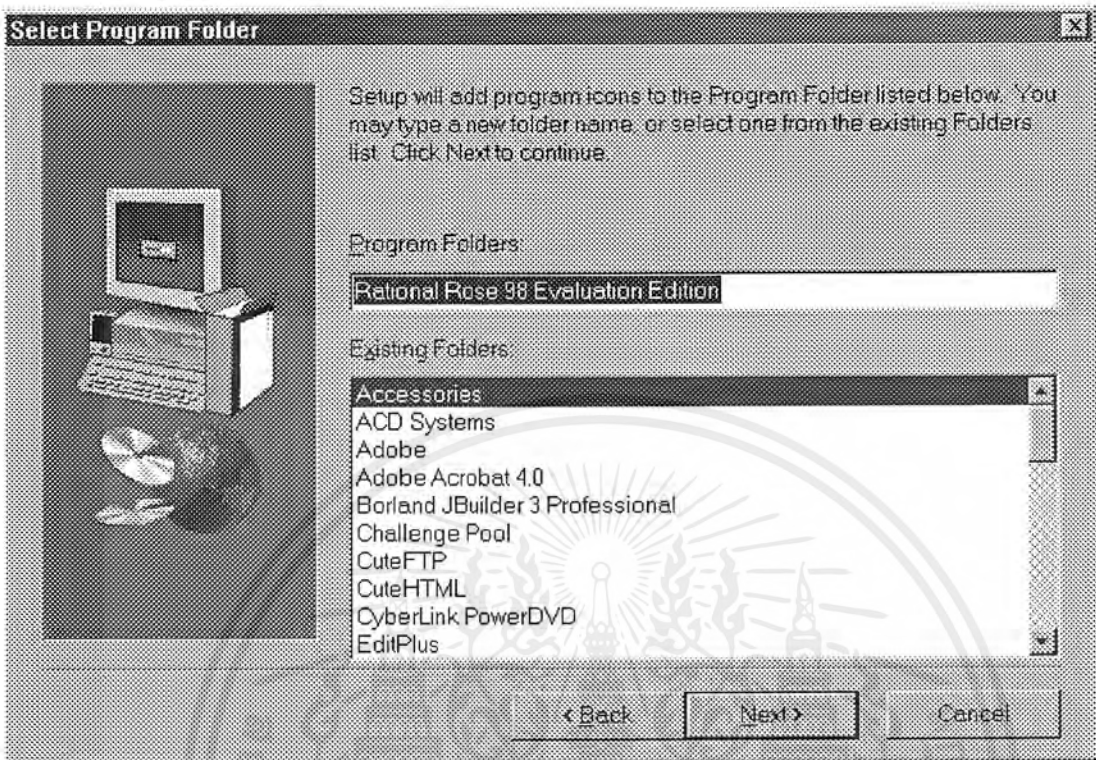 Select Program Folder
Setup will add program icons to the Program Folder listed below. You
may type a new folder name, or select one from the existing Folders
list. Click Next to continue.
Program Folders:
Rational Rose 98 Evaluation Edition
Existing Folders:
Accessories
ACD Systems
Adobe
Adobe Acrobat 4.0
Borland JBuilder 3 Professional
Challenge Pool
CuteFTP
CuteHTML
CyberLink PowerDVD
EditPlus
< Back Next > Cancel